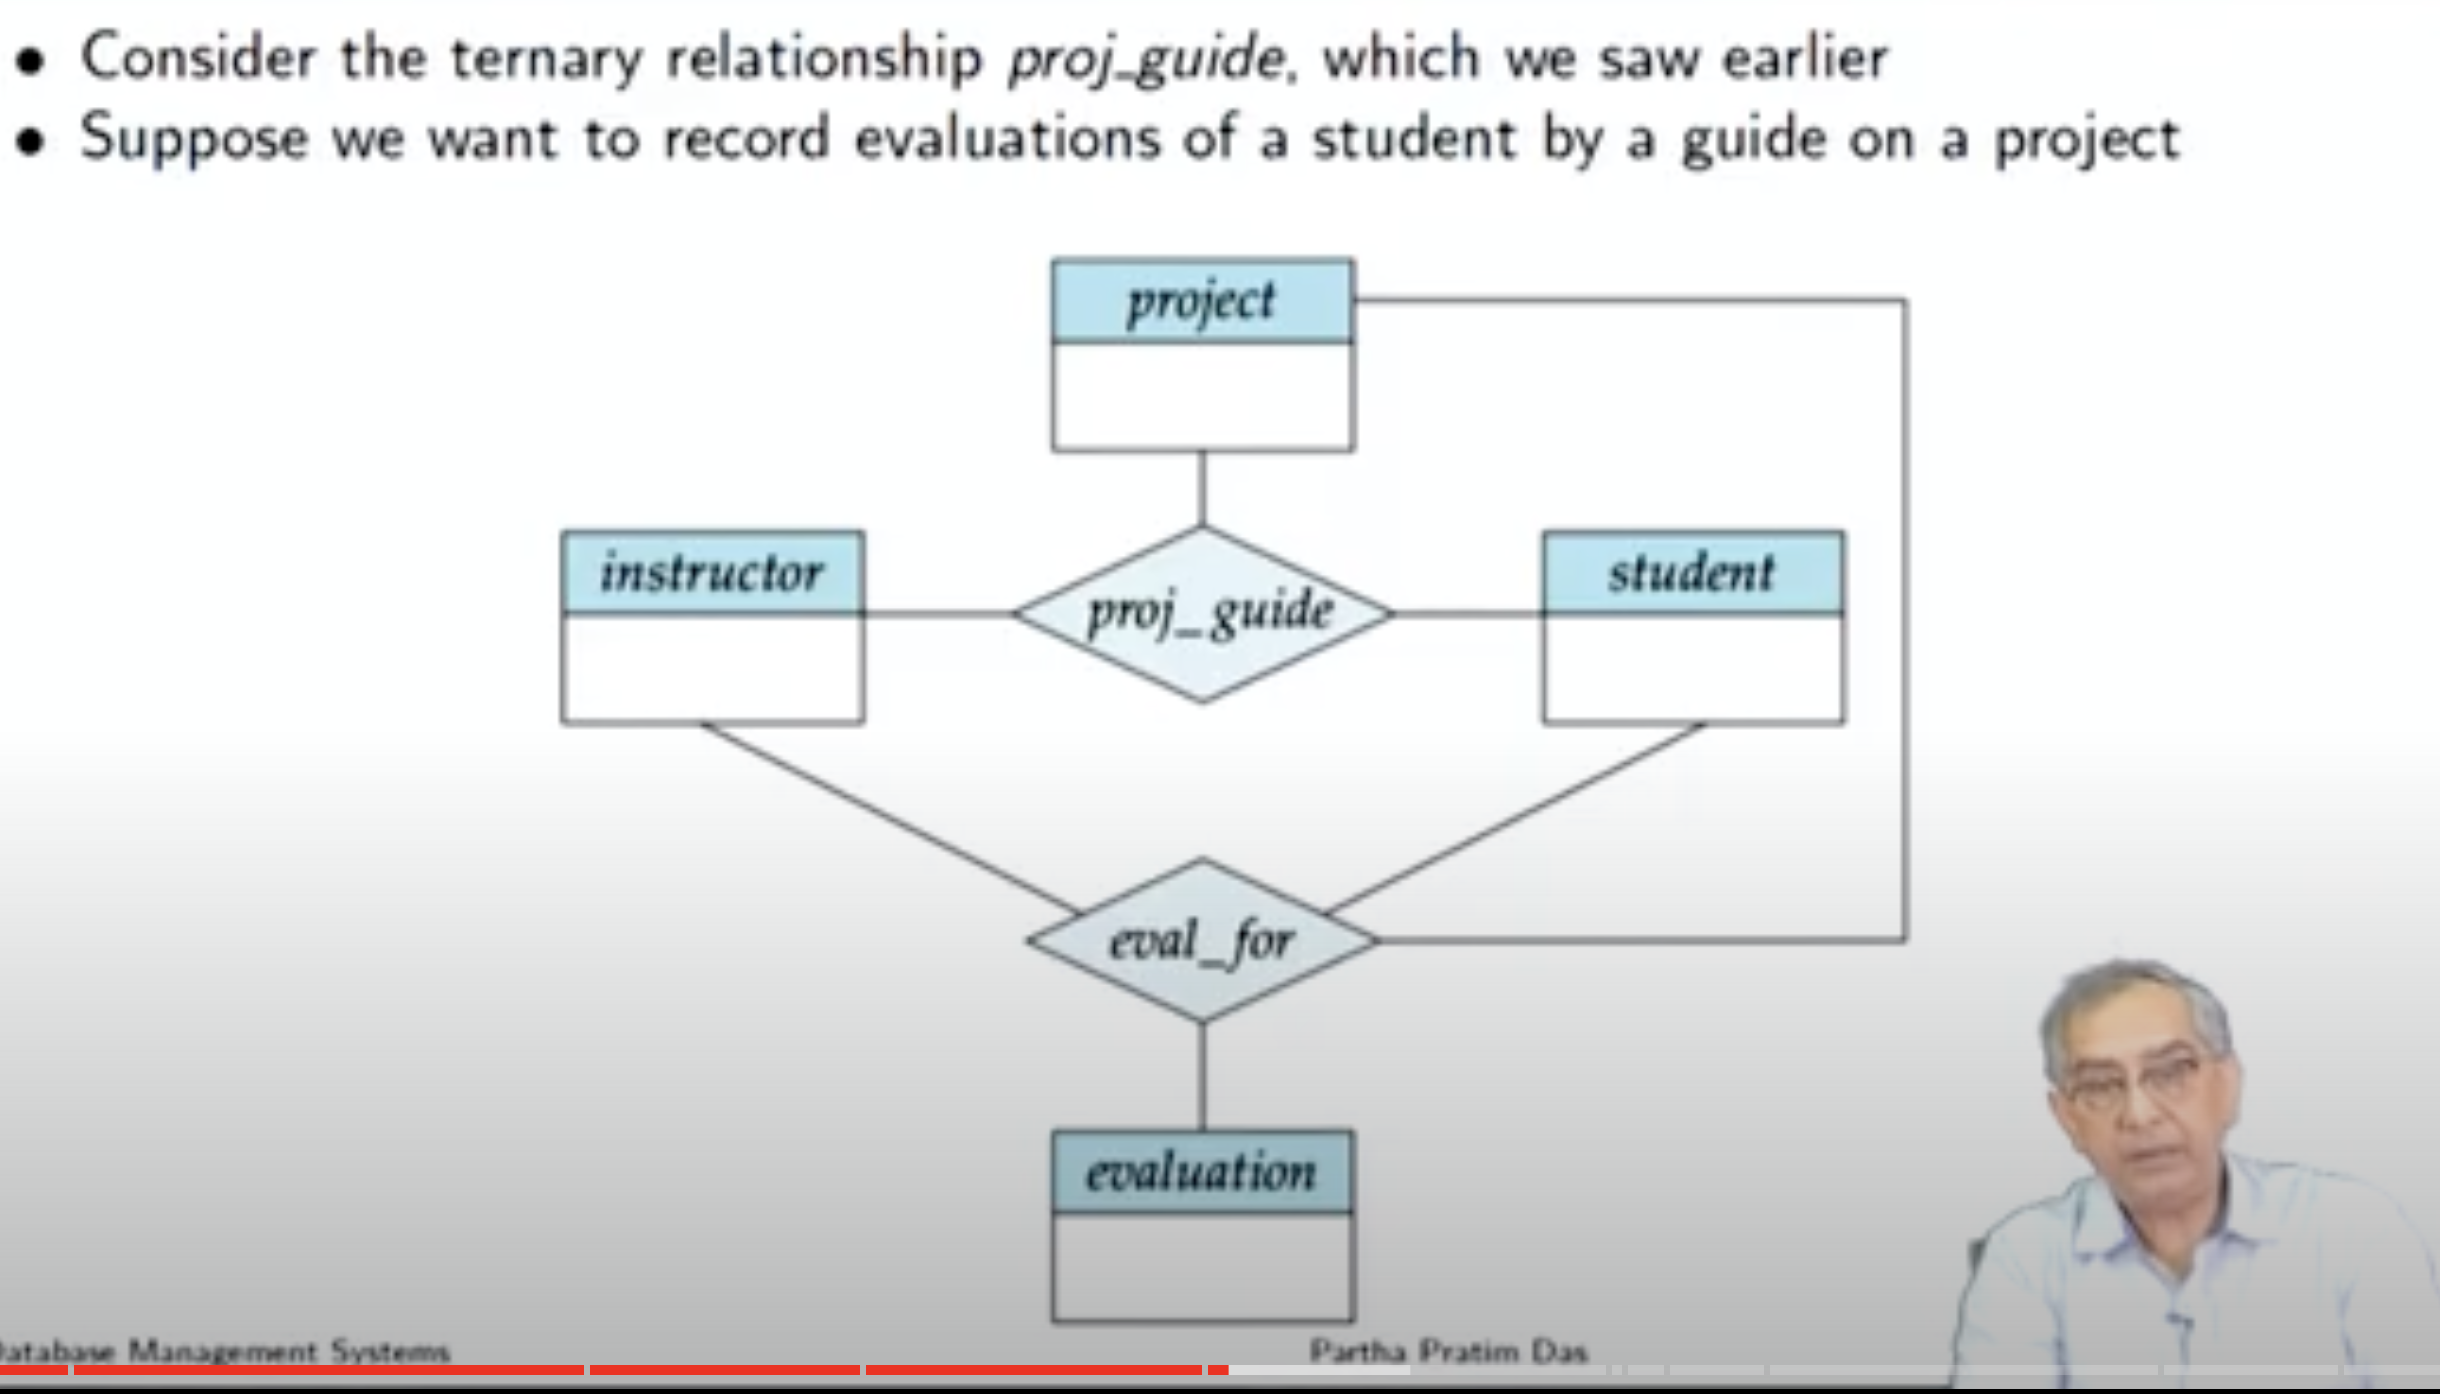 • Consider the ternary relationship proj_guide, which we saw earlier
• Suppose we want to record evaluations of a student by a guide on a project
project
instructor
proj_guide
student
eval_for
evaluation
Database Management Systems
Partha Pratim Das